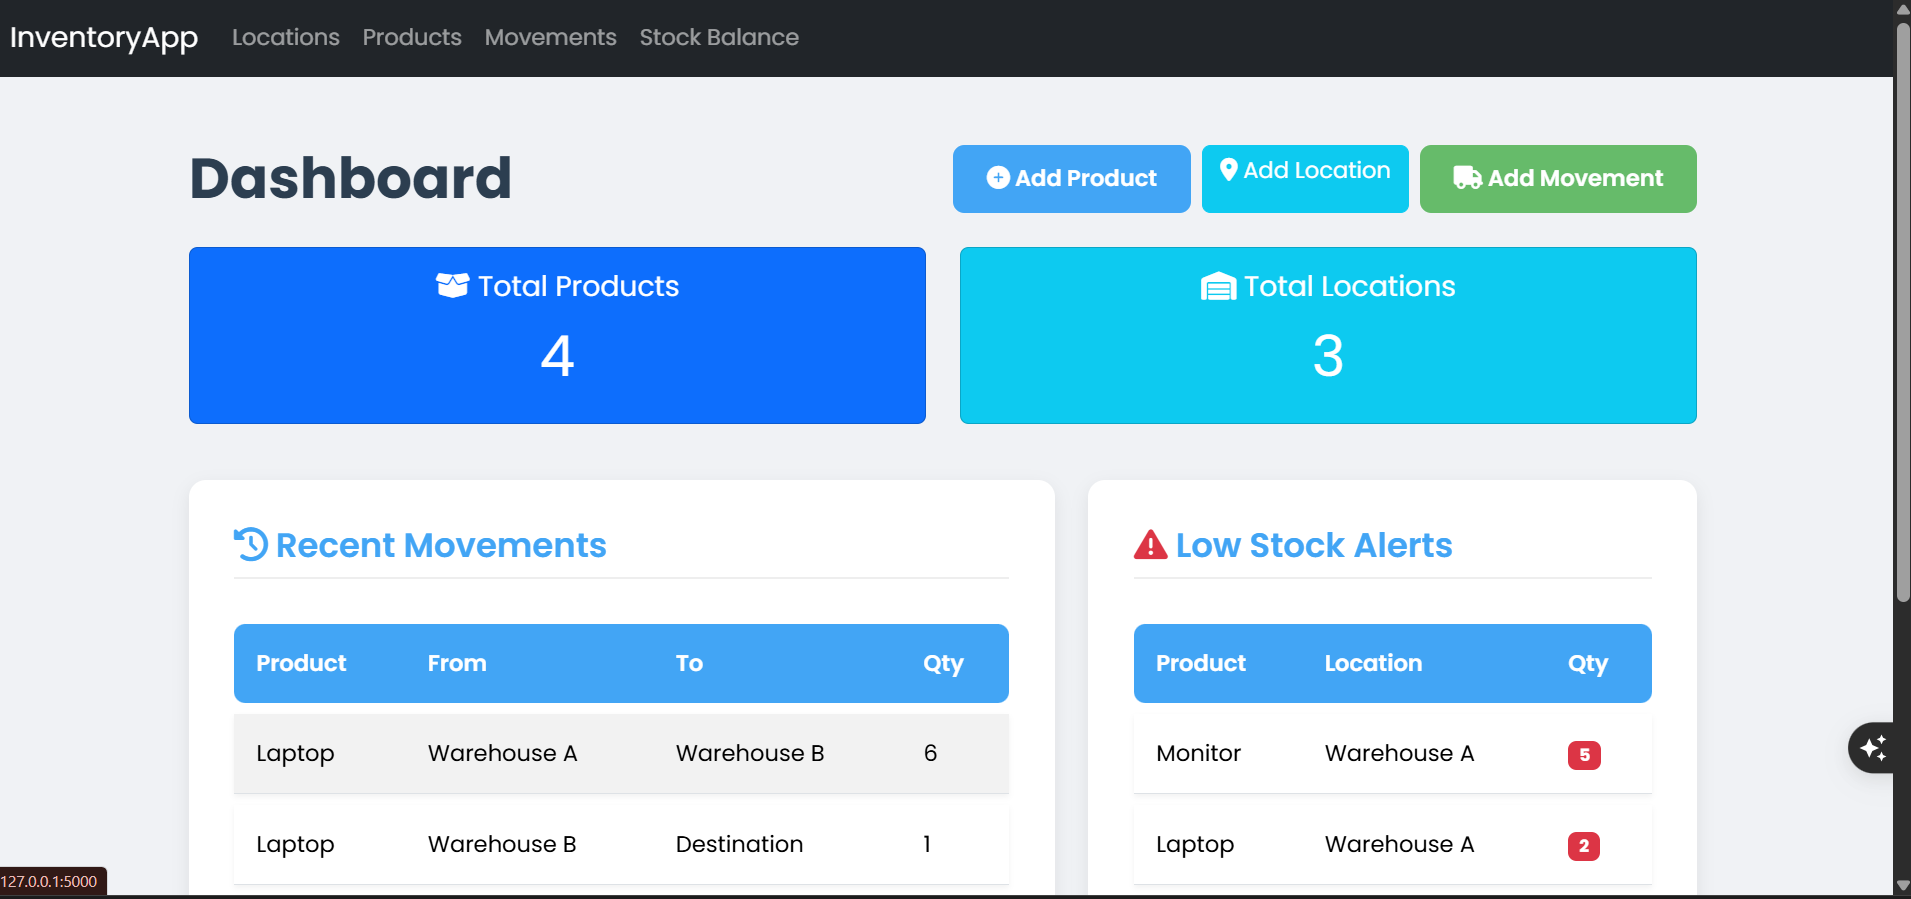 InventoryApp Locations Products Movements Stock Balance
Dashboard
Add Product Add Location Add Movement
Total Products
4
Total Locations
3
Recent Movements
Product From To Qty
Laptop Warehouse A Warehouse B 6
Laptop Warehouse B Destination 1
Low Stock Alerts
Product Location Qty
Monitor Warehouse A 5
Laptop Warehouse A 2
127.0.0.1:5000